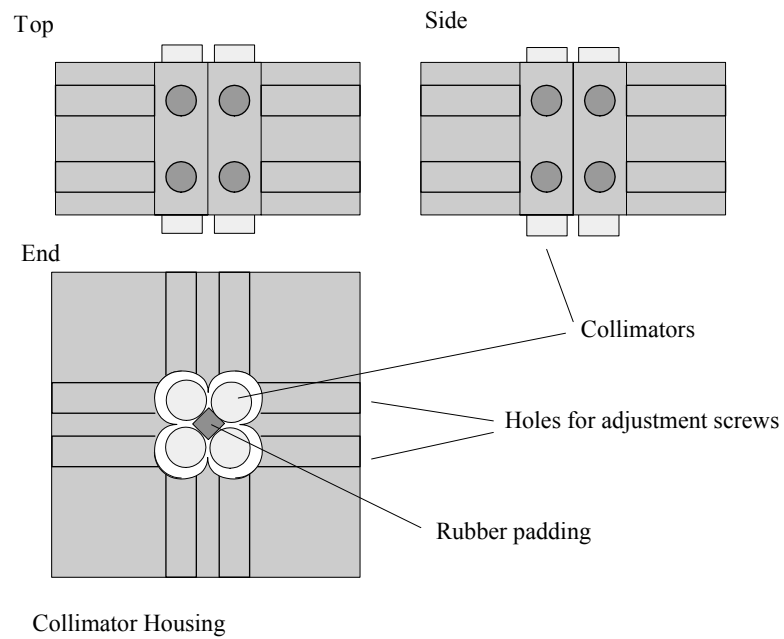 Top
Side
End
Collimators
Holes for adjustment screws
Rubber padding
Collimator Housing